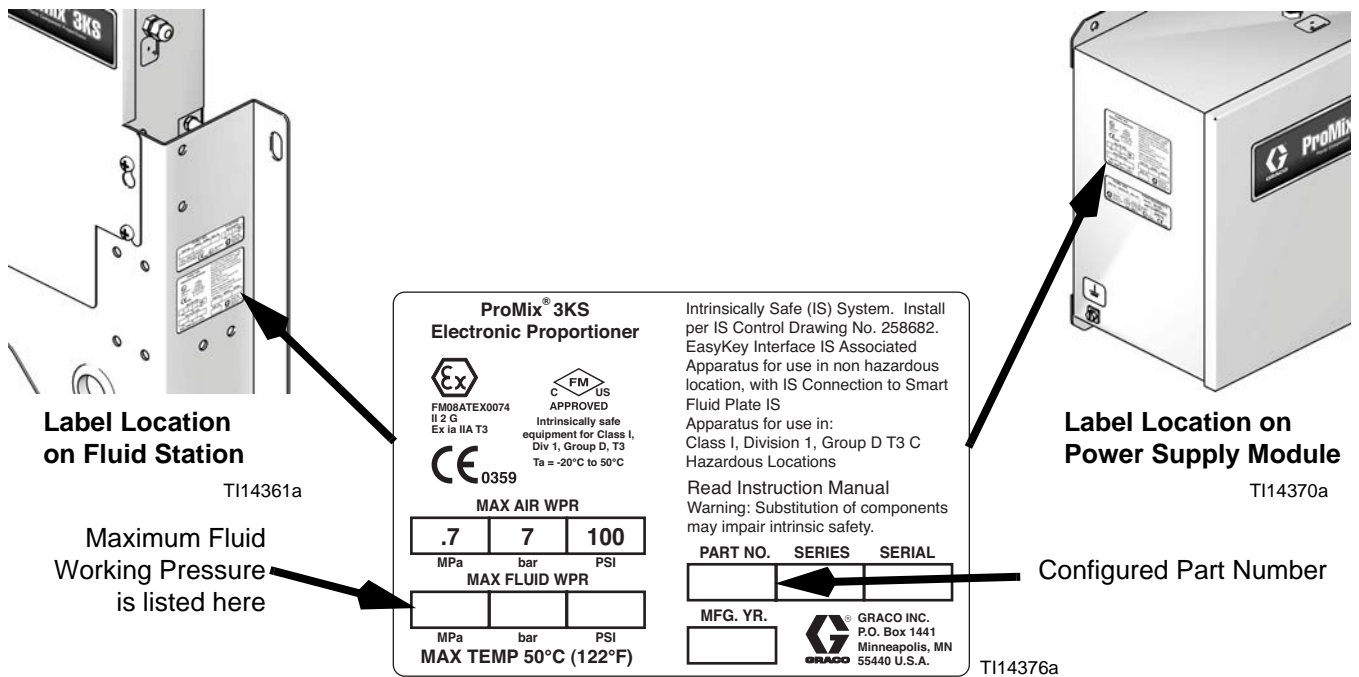 ProMix 3KS
ProMix
GRACO
Label Location
on Fluid Station
TI14361a
Maximum Fluid
Working Pressure
is listed here
ProMix® 3KS
Electronic Proportioner
Ex
FM08ATEX0074
II 2 G
Ex ia IIA T3
FM
C US
APPROVED
Intrinsically safe
equipment for Class I,
Div 1, Group D, T3
Ta = -20°C to 50°C
CE 0359
MAX AIR WPR
.7 7 100
MPa bar PSI
MAX FLUID WPR
MPa bar PSI
MAX TEMP 50°C (122°F)
Intrinsically Safe (IS) System. Install
per IS Control Drawing No. 258682.
EasyKey Interface IS Associated
Apparatus for use in non hazardous
location, with IS Connection to Smart
Fluid Plate IS
Apparatus for use in:
Class I, Division 1, Group D T3 C
Hazardous Locations
Read Instruction Manual
Warning: Substitution of components
may impair intrinsic safety.
PART NO. SERIES SERIAL
MFG. YR.
GRACO
®
GRACO INC.
P.O. Box 1441
Minneapolis, MN
55440 U.S.A.
TI14376a
Label Location on
Power Supply Module
TI14370a
Configured Part Number